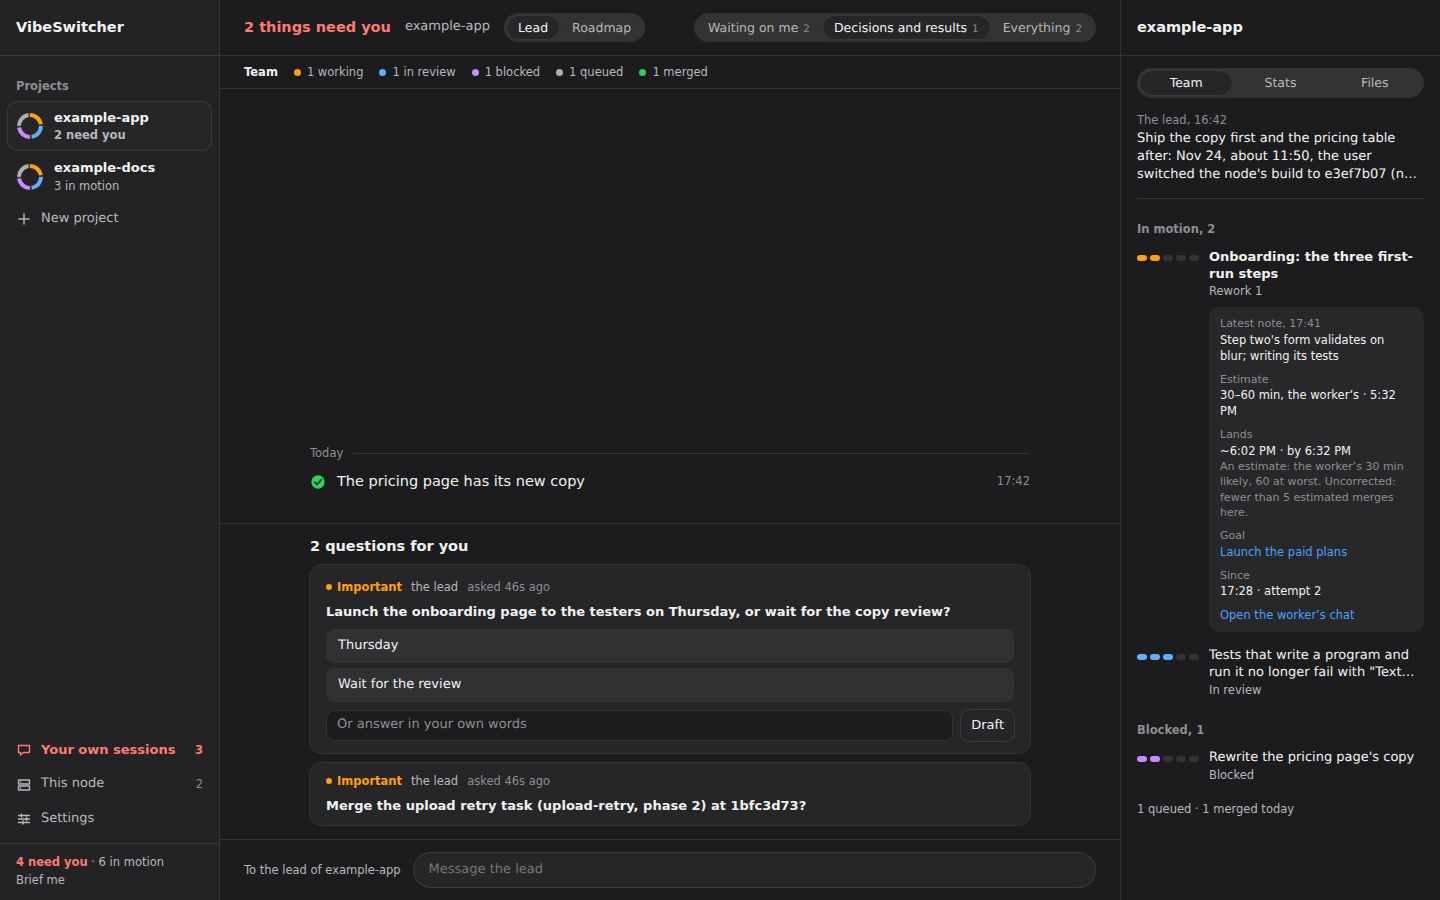 VibeSwitcher
Projects
example-app
2 need you
example-docs
3 in motion
New project
Your own sessions 3
This node 2
Settings
4 need you · 6 in motion
Brief me
2 things need you example-app Lead Roadmap Waiting on me 2 Decisions and results 1 Everything 2
Team 1 working 1 in review 1 blocked 1 queued 1 merged
Today
The pricing page has its new copy 17:42
2 questions for you
Important the lead asked 46s ago
Launch the onboarding page to the testers on Thursday, or wait for the copy review?
Thursday
Wait for the review
Or answer in your own words Draft
Important the lead asked 46s ago
Merge the upload retry task (upload-retry, phase 2) at 1bfc3d73?
To the lead of example-app Message the lead
example-app
Team Stats Files
The lead, 16:42
Ship the copy first and the pricing table
after: Nov 24, about 11:50, the user
switched the node's build to e3ef7b07 (n…
In motion, 2
Onboarding: the three first-
run steps
Rework 1
Latest note, 17:41
Step two's form validates on
blur; writing its tests
Estimate
30–60 min, the worker’s · 5:32
PM
Lands
~6:02 PM · by 6:32 PM
An estimate: the worker’s 30 min
likely, 60 at worst. Uncorrected:
fewer than 5 estimated merges
here.
Goal
Launch the paid plans
Since
17:28 · attempt 2
Open the worker’s chat
Tests that write a program and
run it no longer fail with "Text…
In review
Blocked, 1
Rewrite the pricing page's copy
Blocked
1 queued · 1 merged today